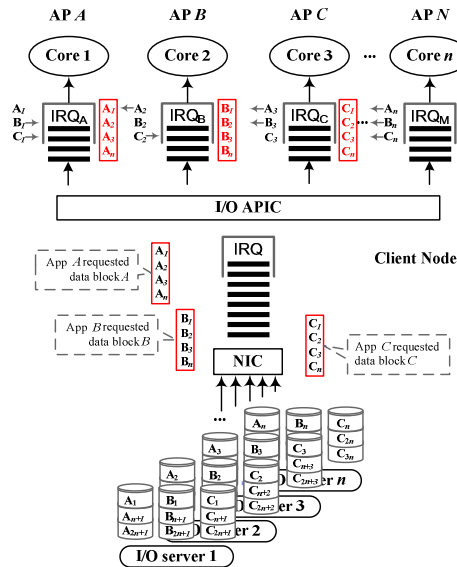 AP A AP B AP C AP N
Core 1 Core 2 Core 3 ... Core n
A1 IRQA A1 A2 IRQB B1 A3 IRQC C1 An IRQM
B1 A2 B2 B2 B3 C2 ... Bn
C1 A3 C2 B3 C3 C3 Cn
An Bn Cn
I/O APIC
IRQ
Client Node
App A requested
data block A
A1
A2
A3
An
App B requested
data block B
B1
B2
B3
Bn
C1
C2
C3
Cn
App C requested
data block C
NIC
...
An Bn Cn
C2n
C3n
A3 B3 C3
Cn+3
C2n+3
A2 B2 C2
Cn+2
C2n+2
A1 B1 C1
An+1 Bn+1 Cn+1
A2n+1 B2n+1 C2n+1
ver n
ver 3
ver 2
I/O server 1